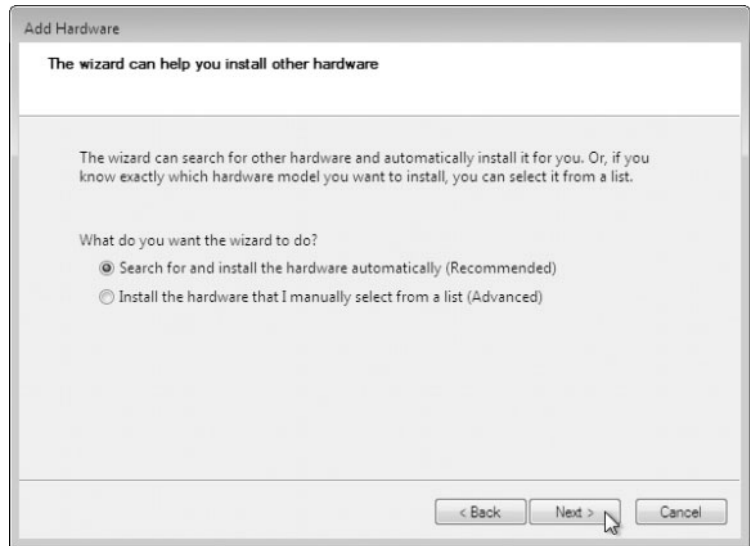 Add Hardware
The wizard can help you install other hardware
The wizard can search for other hardware and automatically install it for you. Or, if you
know exactly which hardware model you want to install, you can select it from a list.
What do you want the wizard to do?
Search for and install the hardware automatically (Recommended)
Install the hardware that I manually select from a list (Advanced)
< Back
Next >
Cancel